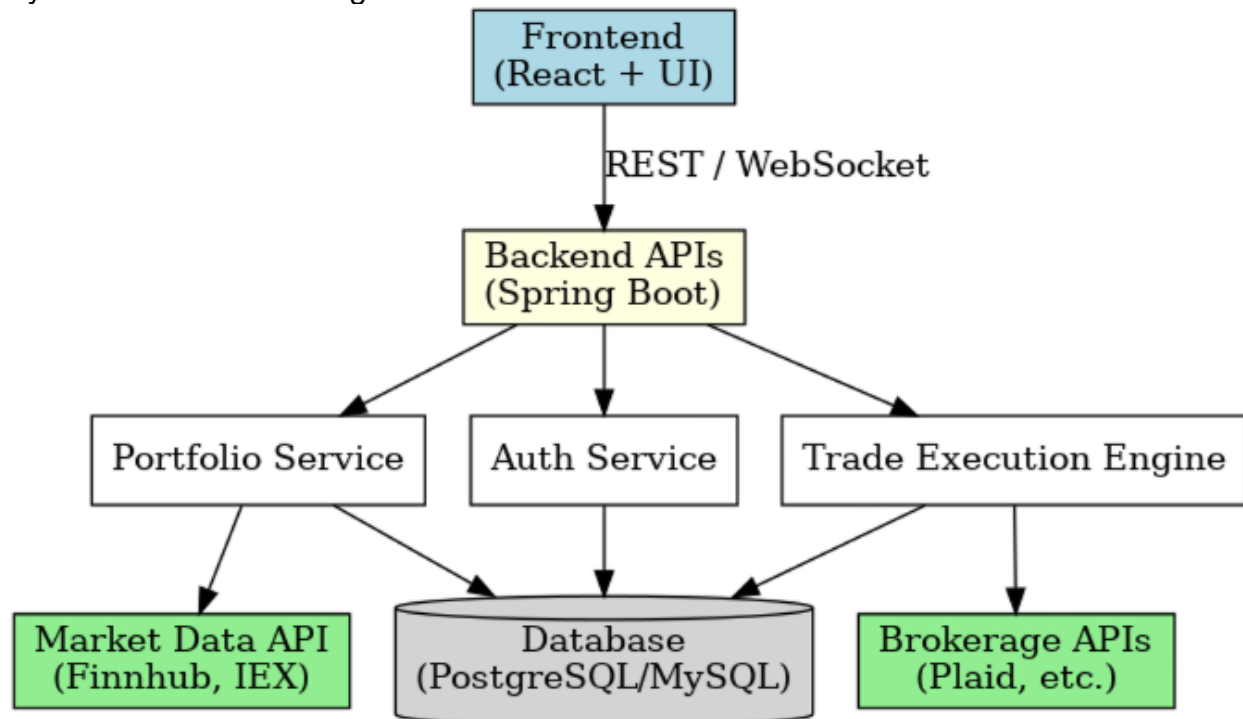 Frontend
(React + UI)
REST / WebSocket
Backend APIs
(Spring Boot)
Portfolio Service
Auth Service
Trade Execution Engine
Market Data API
(Finnhub, IEX)
Database
(PostgreSQL/MySQL)
Brokerage APIs
(Plaid, etc.)